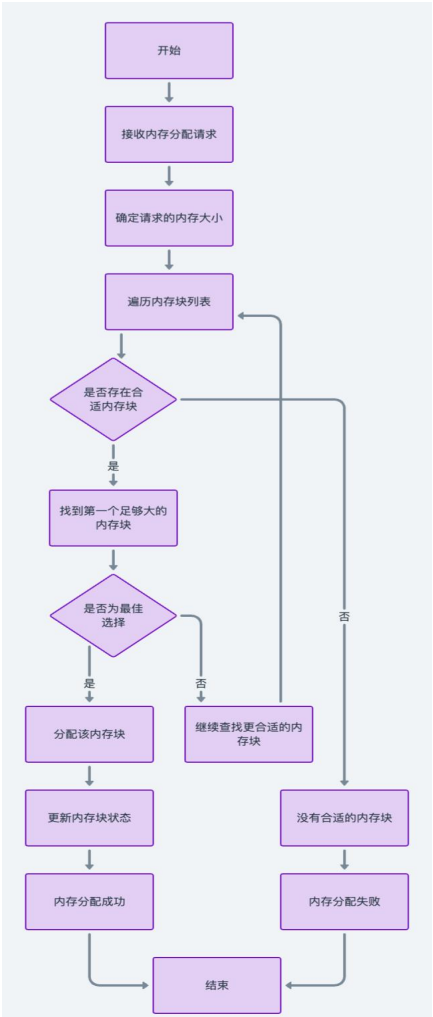 开始
接收内存分配请求
确定请求的内存大小
遍历内存块列表
是否存在合
适内存块
是
找到第一个足够大的
内存块
是否为最佳
选择
否
是
否
分配该内存块
继续查找更合适的内
存块
更新内存块状态
没有合适的内存块
内存分配成功
内存分配失败
结束